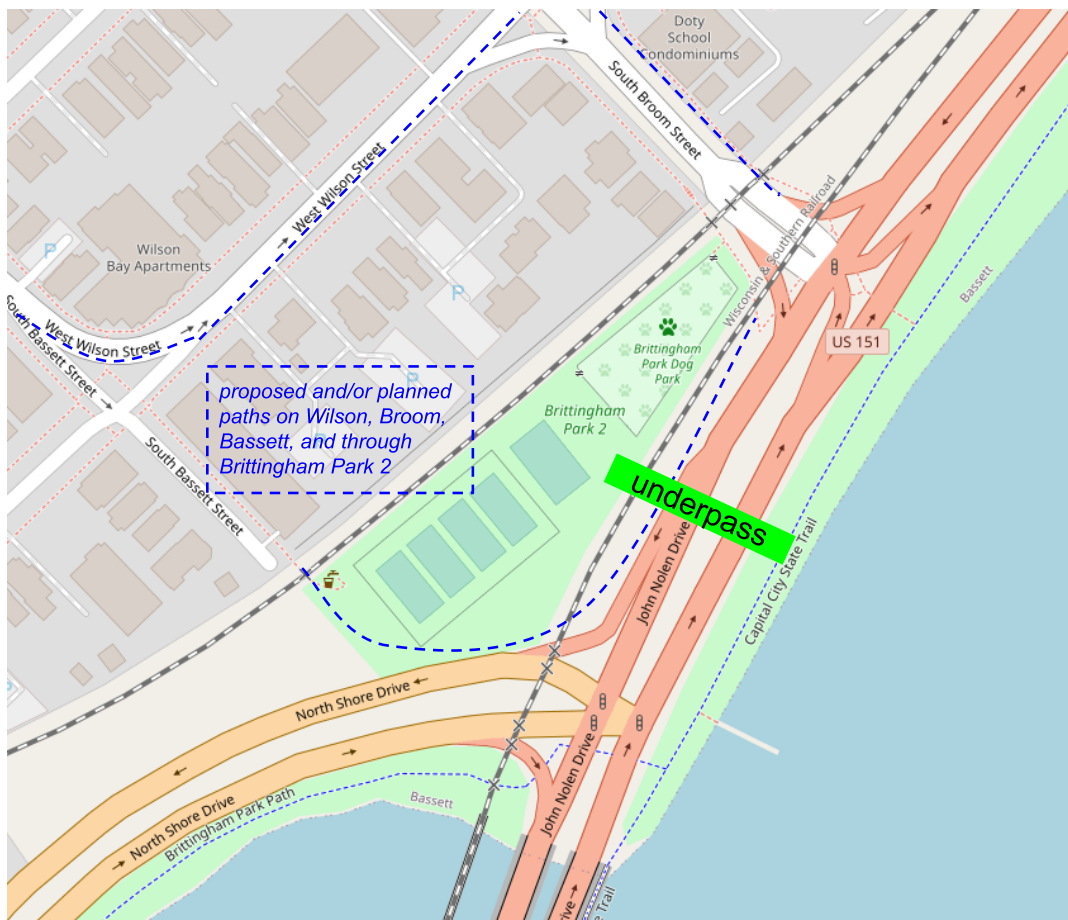 Doty
School
Condominiums
South Broom Street
West Wilson Street
Wilson
Bay Apartments
P
P
West Wilson Street
South Bassett Street
Wisconsin & Southern Railroad
Bassett
US 151
Brittingham
Park Dog
Park
Brittingham
Park 2
P
P
proposed and/or planned
paths on Wilson, Broom,
Bassett, and through
Brittingham Park 2
South Bassett Street
underpass
John Nolen Drive
John Nolen Drive
Capital City State Trail
North Shore Drive
John Nolen Drive
North Shore Drive
Brittingham Park Path
Bassett
P
Trail